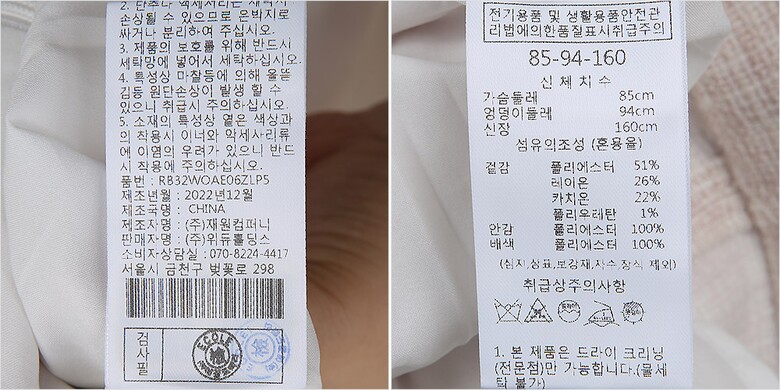 2. 단추나 액세서리는 세탁시
손상될 수 있으므로 은박지로
싸거나 분리하여 주십시오.
3. 제품의 보호를 위해 반드시
세탁망에 넣어서 세탁하십시오.
4. 특성상 마찰등에 의해 올뜯
김등 원단손상이 발생 할 수
있으니 취급시 주의하십시오.
5. 소재의 특성상 옅은 색상과
의 착용시 이너와 악세사리류
에 이염의 우려가 있으니 반드
시 착용에 주의하십시오.
품번 : RB32WOAE06ZLP5
제조년월 : 2022년12월
제조국명 : CHINA
제조자명 : (주)재원컴퍼니
판매자명 : (주)위듀홀딩스
소비자상담실 : 070-8224-4417
서울시 금천구 벚꽃로 298
검사필
ECOLE
檢
檢
전기용품 및 생활용품안전관
리법에의한품질표시취급주의
85-94-160
신체치수
가슴둘레 85cm
엉덩이둘레 94cm
신장 160cm
섬유의조성 (혼용율)
겉감 폴리에스터 51%
레이온 26%
카치온 22%
폴리우레탄 1%
안감 폴리에스터 100%
배색 폴리에스터 100%
(심지,상표,보강재,자수,장식 제외)
취급상주의사항
1. 본 제품은 드라이 크리닝
(전문점)만 가능합니다.(물세
탁 불가)